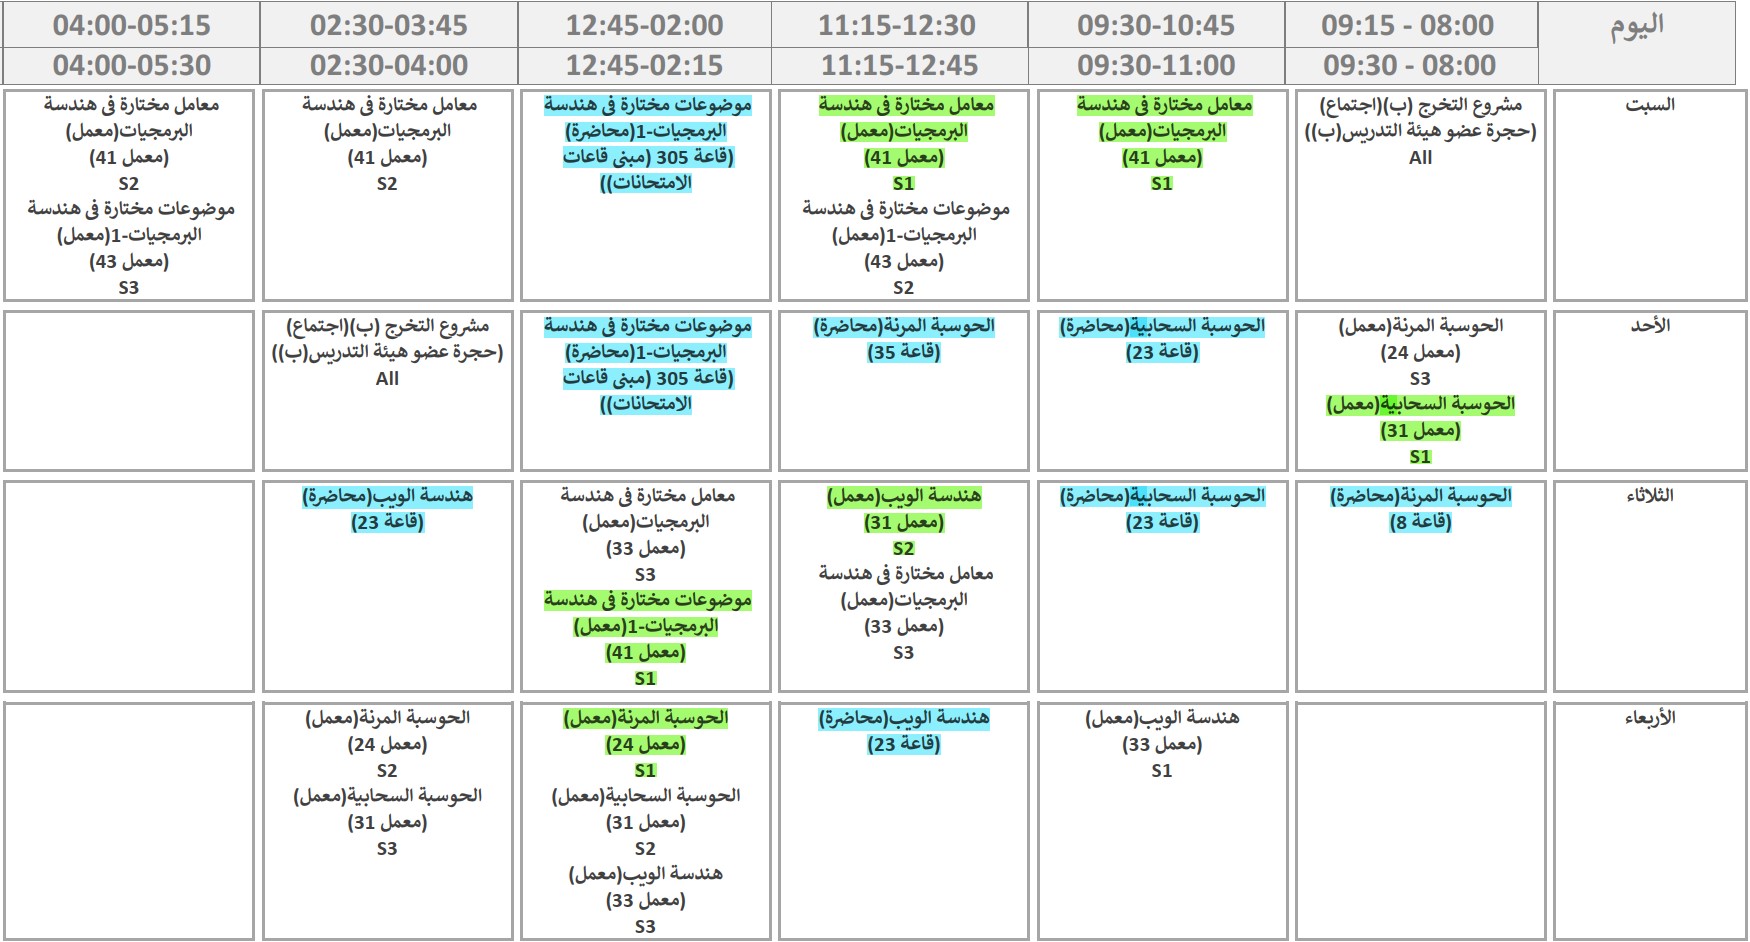 اليوم
08:00 - 09:15
09:30-10:45
11:15-12:30
12:45-02:00
02:30-03:45
04:00-05:15
08:00 - 09:30
09:30-11:00
11:15-12:45
12:45-02:15
02:30-04:00
04:00-05:30
السبت
مشروع التخرج (ب)(اجتماع)
(حجرة عضو هيئة التدريس(ب))
All
معامل مختارة فى هندسة
البرمجيات(معمل)
(معمل 41)
S1
معامل مختارة فى هندسة
البرمجيات(معمل)
(معمل 41)
S1
موضوعات مختارة فى هندسة
البرمجيات-1(معمل)
(معمل 43)
S2
موضوعات مختارة فى هندسة
البرمجيات-1(محاضرة)
(قاعة 305 (مبنى قاعات
الامتحانات))
معامل مختارة فى هندسة
البرمجيات(معمل)
(معمل 41)
S2
معامل مختارة فى هندسة
البرمجيات(معمل)
(معمل 41)
S2
موضوعات مختارة فى هندسة
البرمجيات-1(معمل)
(معمل 43)
S3
الأحد
الحوسبة المرنة(معمل)
(معمل 24)
S3
الحوسبة السحابية(معمل)
(معمل 31)
S1
الحوسبة السحابية(محاضرة)
(قاعة 23)
الحوسبة المرنة(محاضرة)
(قاعة 35)
موضوعات مختارة فى هندسة
البرمجيات-1(محاضرة)
(قاعة 305 (مبنى قاعات
الامتحانات))
مشروع التخرج (ب)(اجتماع)
(حجرة عضو هيئة التدريس(ب))
All
الثلاثاء
الحوسبة المرنة(محاضرة)
(قاعة 8)
الحوسبة السحابية(محاضرة)
(قاعة 23)
هندسة الويب(معمل)
(معمل 31)
S2
معامل مختارة فى هندسة
البرمجيات(معمل)
(معمل 33)
S3
معامل مختارة فى هندسة
البرمجيات(معمل)
(معمل 33)
S3
موضوعات مختارة فى هندسة
البرمجيات-1(معمل)
(معمل 41)
S1
هندسة الويب(محاضرة)
(قاعة 23)
الأربعاء
هندسة الويب(معمل)
(معمل 33)
S1
هندسة الويب(محاضرة)
(قاعة 23)
الحوسبة المرنة(معمل)
(معمل 24)
S1
الحوسبة السحابية(معمل)
(معمل 31)
S2
هندسة الويب(معمل)
(معمل 33)
S3
الحوسبة المرنة(معمل)
(معمل 24)
S2
الحوسبة السحابية(معمل)
(معمل 31)
S3